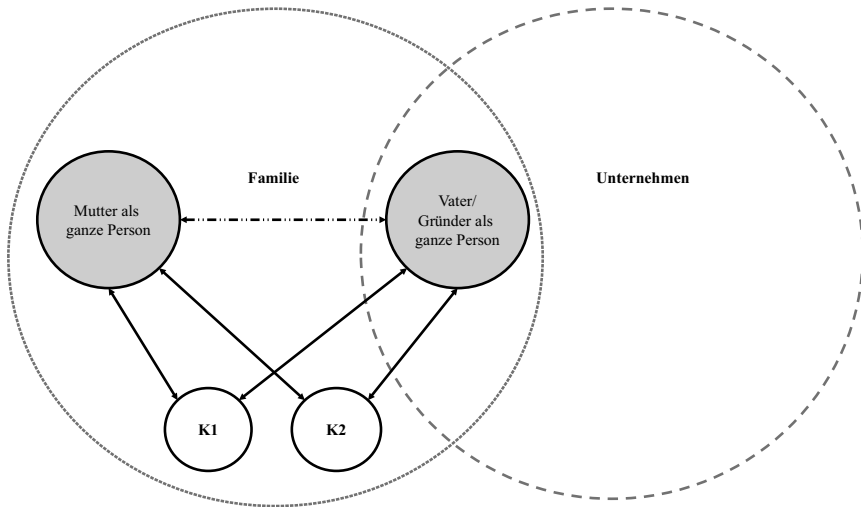 Familie
Unternehmen
Mutter als
ganze Person
Vater/
Gründer als
ganze Person
K1
K2